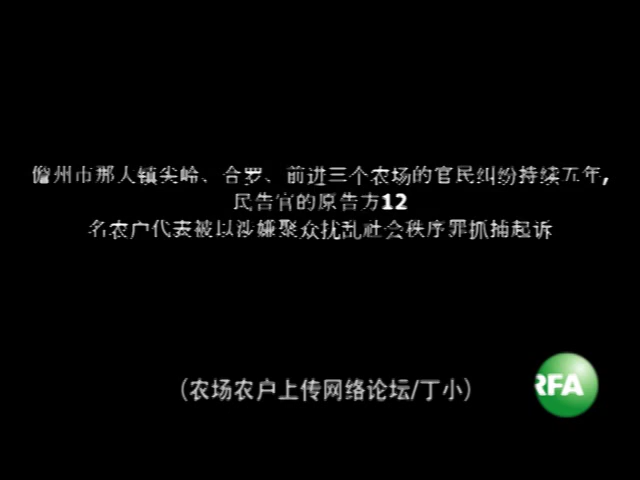 儋州市那大镇尖岭、合罗、前进三个农场的官民纠纷持续五年,
民告官的原告方12
名农户代表被以涉嫌聚众扰乱社会秩序罪抓捕起诉
(农场农户上传网络论坛/丁小)
RFA